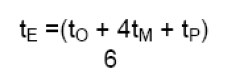 tE =(tO + 4tM + tP)
6